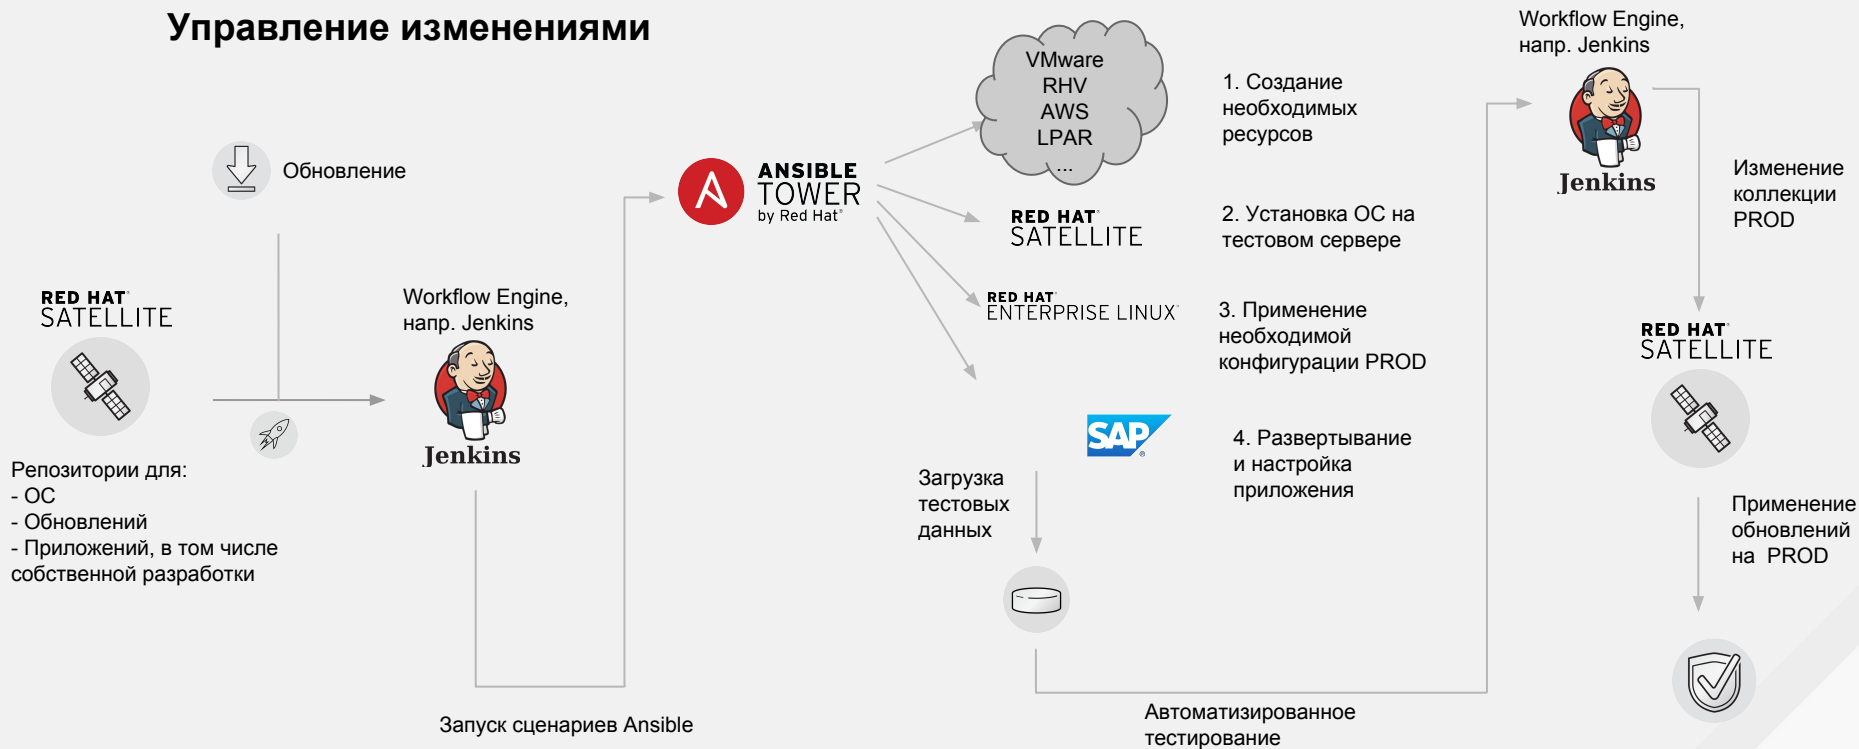 Управление изменениями
Обновление
RED HAT®
SATELLITE
Репозитории для:
- ОС
- Обновлений
- Приложений, в том числе
собственной разработки
Workflow Engine,
напр. Jenkins
Jenkins
Запуск сценариев Ansible
ANSIBLE
TOWER
by Red Hat®
VMware
RHV
AWS
LPAR
...
1. Создание
необходимых
ресурсов
RED HAT®
SATELLITE
2. Установка ОС на
тестовом сервере
RED HAT®
ENTERPRISE LINUX®
3. Применение
необходимой
конфигурации PROD
SAP®
4. Развертывание
и настройка
приложения
Загрузка
тестовых
данных
Автоматизированное
тестирование
Workflow Engine,
напр. Jenkins
Jenkins
Изменение
коллекции
PROD
RED HAT®
SATELLITE
Применение
обновлений
на  PROD